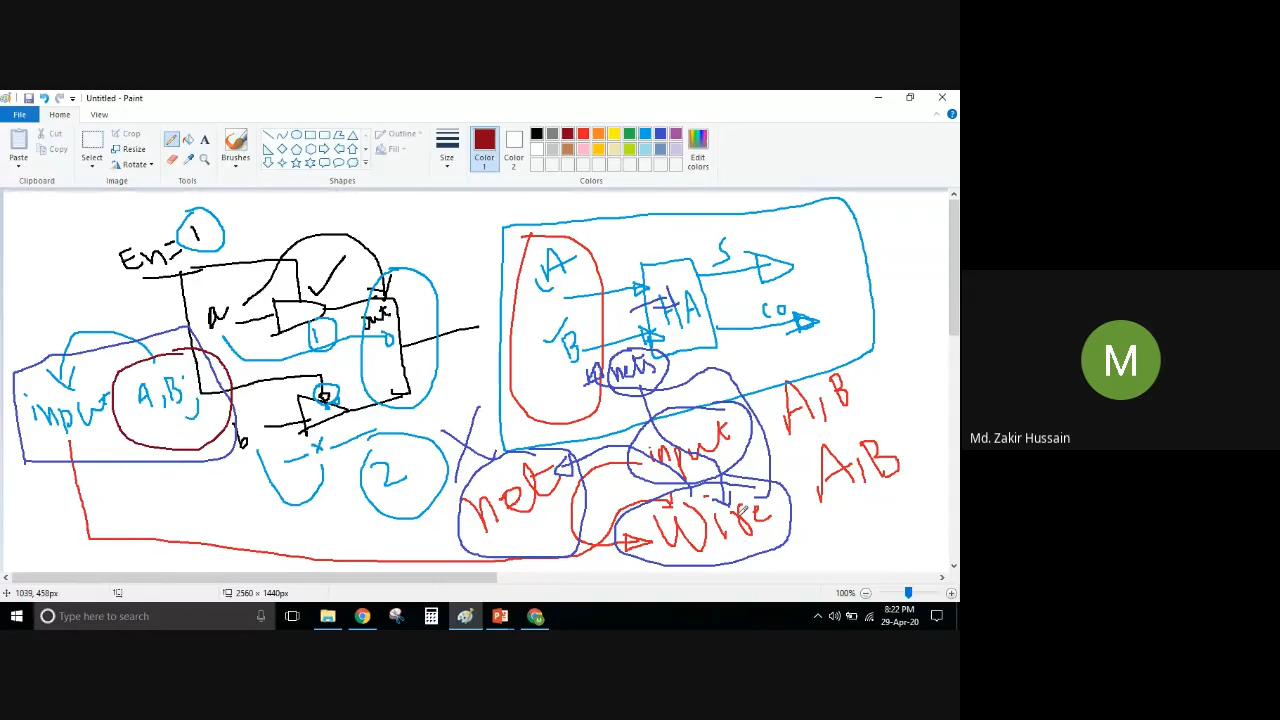 Untitled - Paint
File
Home
View
Paste
Cut
Copy
Select
Crop
Resize
Rotate
Brushes
Size
Outline
Fill
Color 1
Color 2
Edit colors
Clipboard
Image
Tools
Shapes
Colors
En=1
a
1
0
A
B
HA
S
co
nets
input A,B;
b
x
2
net
input A,B
wire A,B
1039, 458px
2560 × 1440px
100%
Type here to search
8:22 PM
29-Apr-20
M
Md. Zakir Hussain